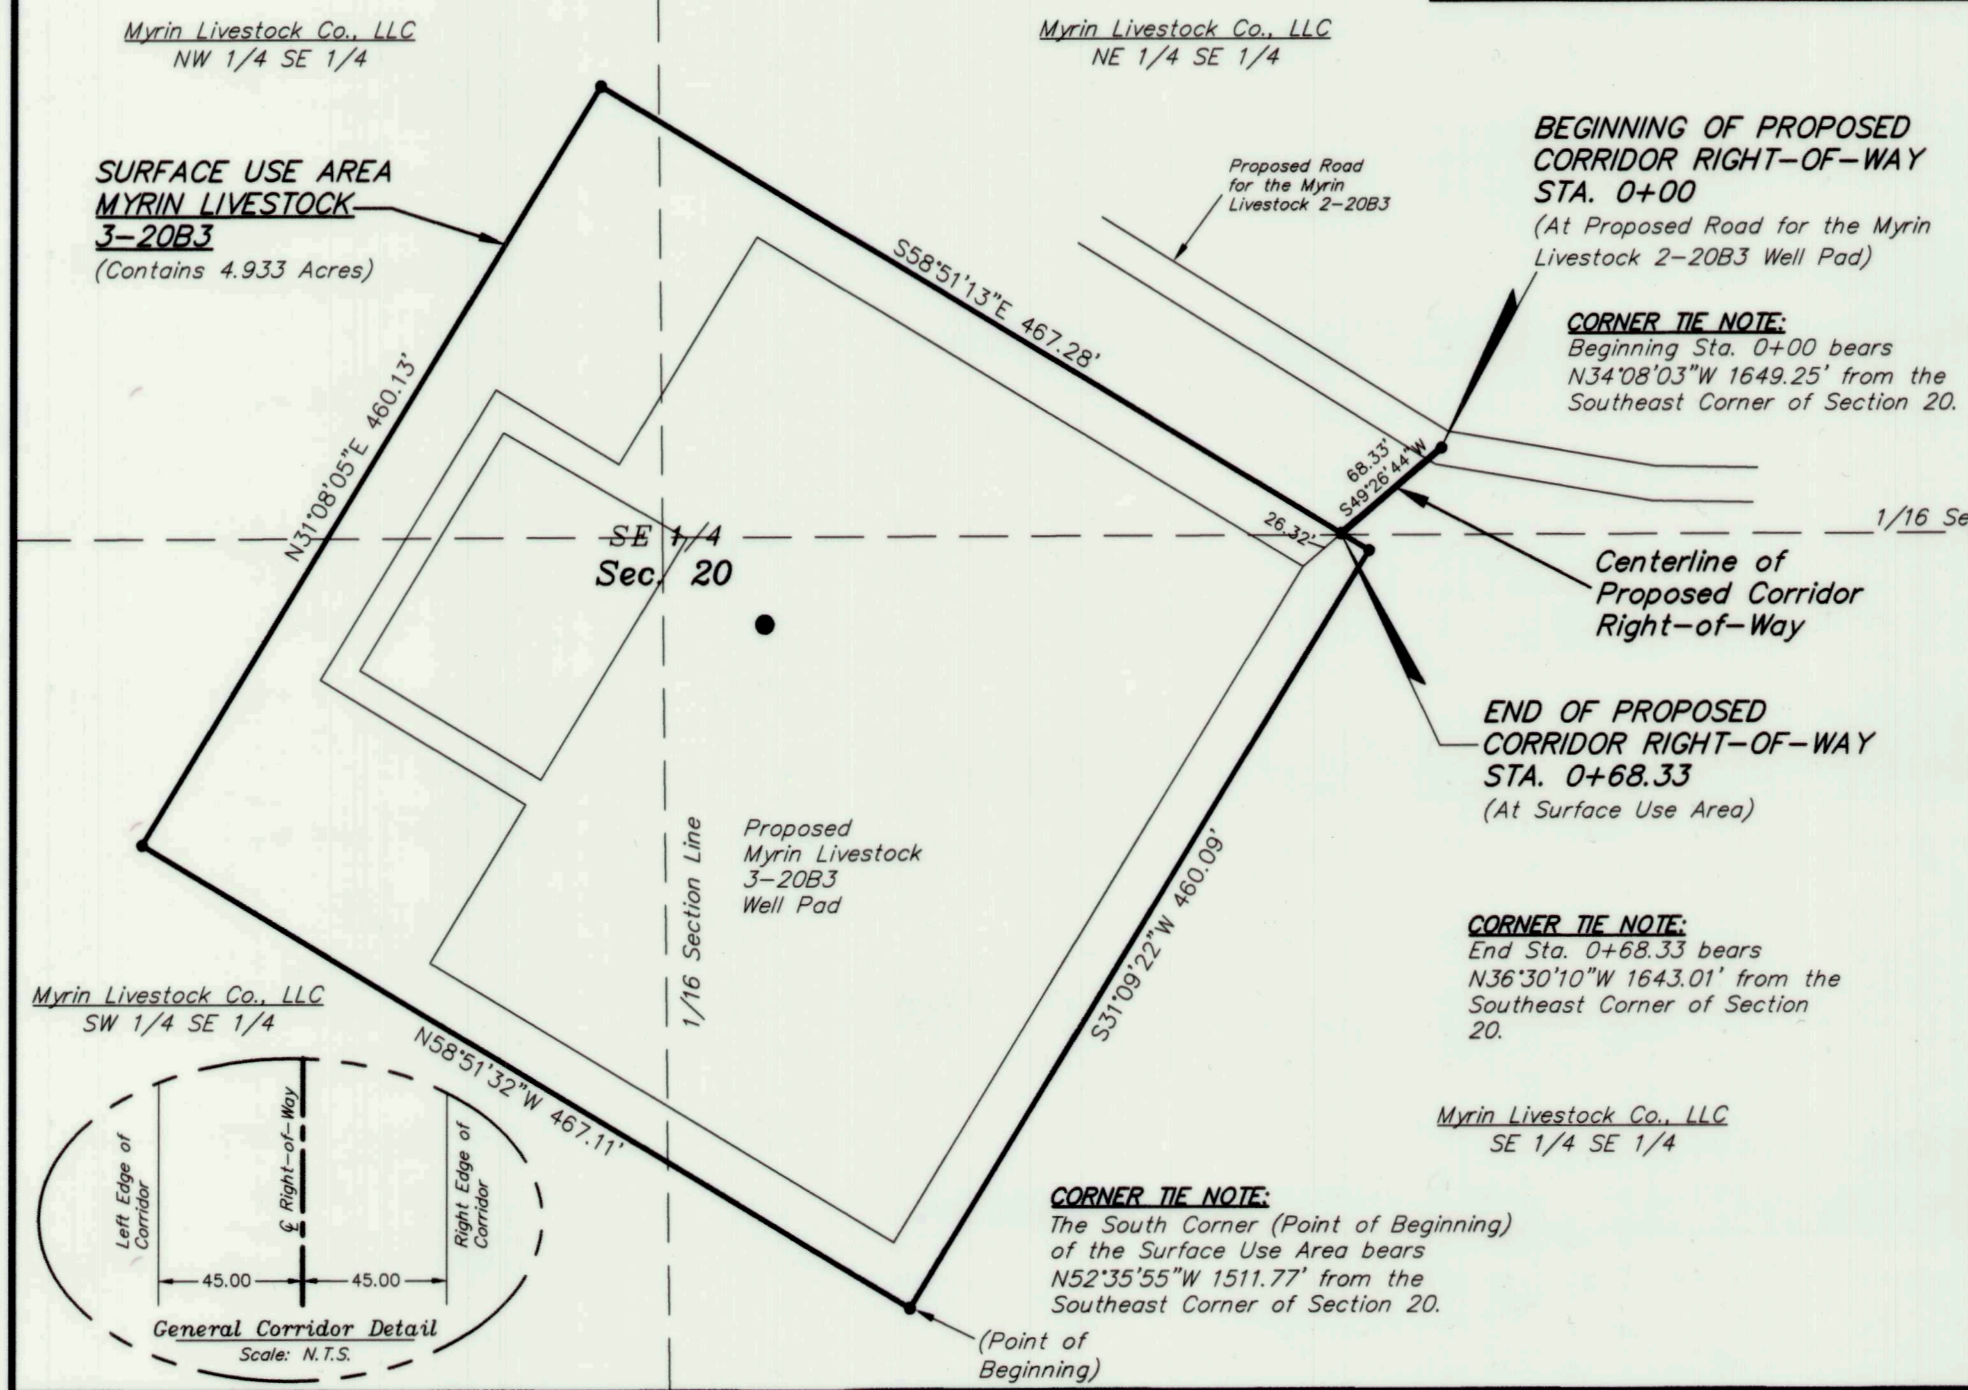 Myrin Livestock Co., LLC
NW 1/4 SE 1/4
Myrin Livestock Co., LLC
NE 1/4 SE 1/4
SURFACE USE AREA
MYRIN LIVESTOCK
3-20B3
(Contains 4.933 Acres)
Proposed Road
for the Myrin
Livestock 2-20B3
BEGINNING OF PROPOSED
CORRIDOR RIGHT-OF-WAY
STA. 0+00
(At Proposed Road for the Myrin
Livestock 2-20B3 Well Pad)
CORNER TIE NOTE:
Beginning Sta. 0+00 bears
N34°08'03"W 1649.25' from the
Southeast Corner of Section 20.
S58°51'13"E 467.28'
N31°08'05"E 460.13'
68.33'
S49°26'44"W
26.32'
1/16 Se
SE 1/4
Sec. 20
Centerline of
Proposed Corridor
Right-of-Way
END OF PROPOSED
CORRIDOR RIGHT-OF-WAY
STA. 0+68.33
(At Surface Use Area)
Proposed
Myrin Livestock
3-20B3
Well Pad
1/16 Section Line
S31°09'22"W 460.09'
CORNER TIE NOTE:
End Sta. 0+68.33 bears
N36°30'10"W 1643.01' from the
Southeast Corner of Section
20.
Myrin Livestock Co., LLC
SW 1/4 SE 1/4
N58°51'32"W 467.11'
Myrin Livestock Co., LLC
SE 1/4 SE 1/4
CORNER TIE NOTE:
The South Corner (Point of Beginning)
of the Surface Use Area bears
N52°35'55"W 1511.77' from the
Southeast Corner of Section 20.
(Point of
Beginning)
Left Edge of
Corridor
℄ Right-of-Way
Right Edge of
Corridor
45.00
45.00
General Corridor Detail
Scale: N.T.S.